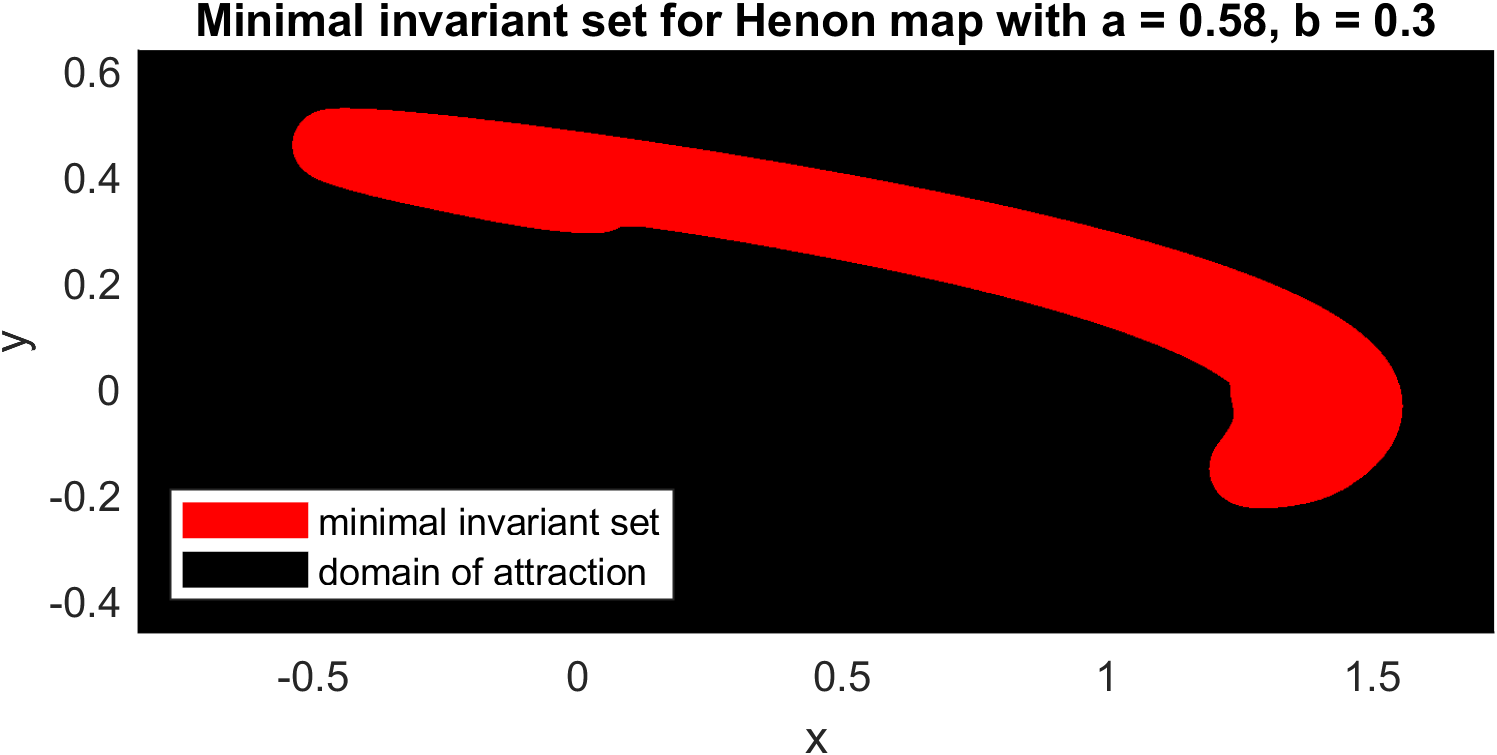 Minimal invariant set for Henon map with a = 0.58, b = 0.3
0.6
0.4
0.2
0
-0.2
-0.4
y
minimal invariant set
domain of attraction
-0.5 0 0.5 1 1.5
x